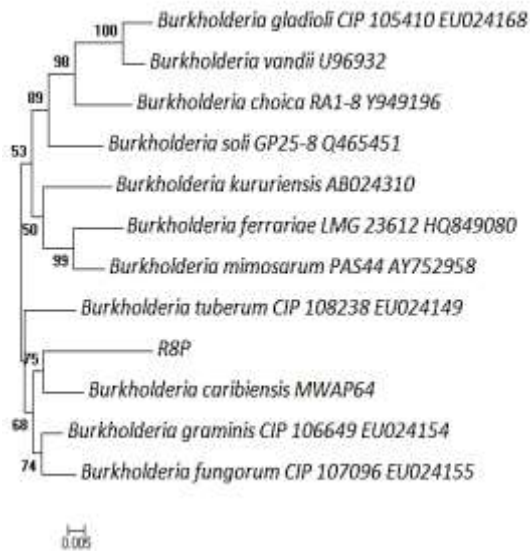 Burkholderia gladioli CIP 105410 EU024168
100
Burkholderia vandii U96932
98
Burkholderia choica RA1-8 Y949196
89
Burkholderia soli GP25-8 Q465451
53
Burkholderia kururiensis AB024310
50
Burkholderia ferrariae LMG 23612 HQ849080
99
Burkholderia mimosarum PAS44 AY752958
Burkholderia tuberum CIP 108238 EU024149
R8P
75
Burkholderia caribiensis MWAP64
68
Burkholderia graminis CIP 106649 EU024154
74
Burkholderia fungorum CIP 107096 EU024155
0.005